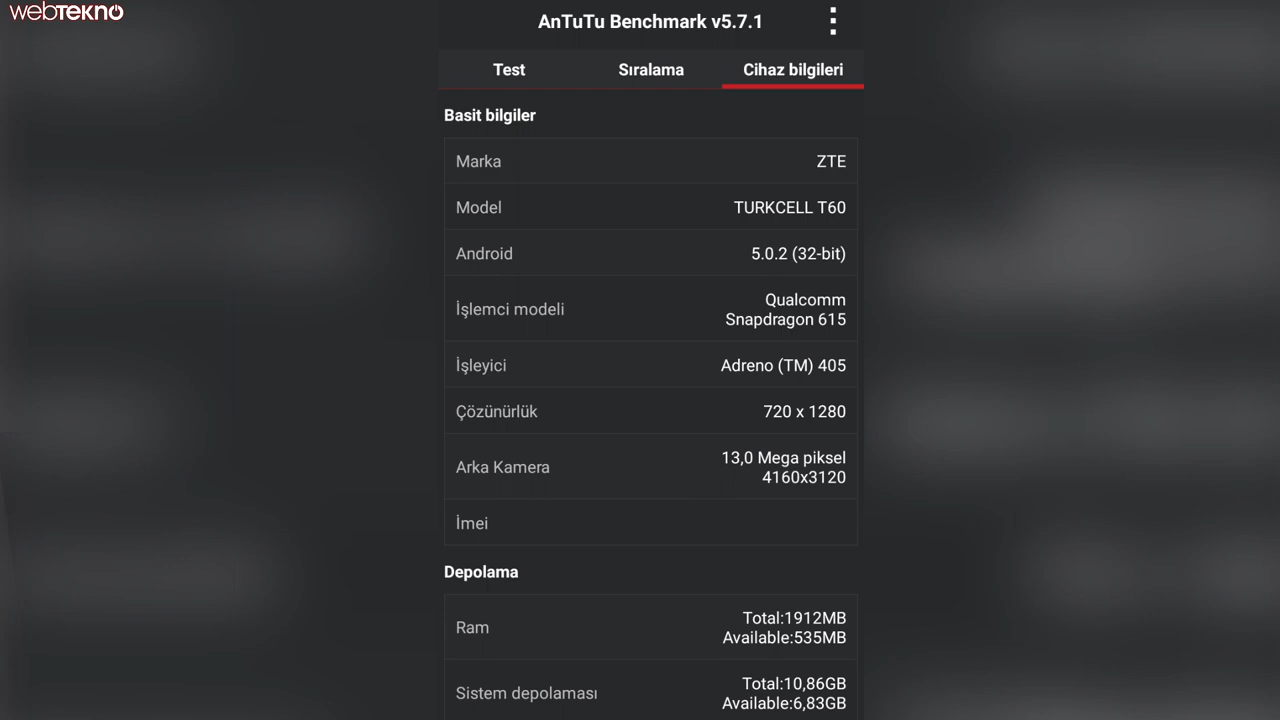 webtekno
AnTuTu Benchmark v5.7.1
Test
Sıralama
Cihaz bilgileri
Basit bilgiler
Marka
ZTE
Model
TURKCELL T60
Android
5.0.2 (32-bit)
İşlemci modeli
Qualcomm
Snapdragon 615
İşleyici
Adreno (TM) 405
Çözünürlük
720 x 1280
Arka Kamera
13,0 Mega piksel
4160x3120
İmei
Depolama
Ram
Total:1912MB
Available:535MB
Sistem depolaması
Total:10,86GB
Available:6,83GB